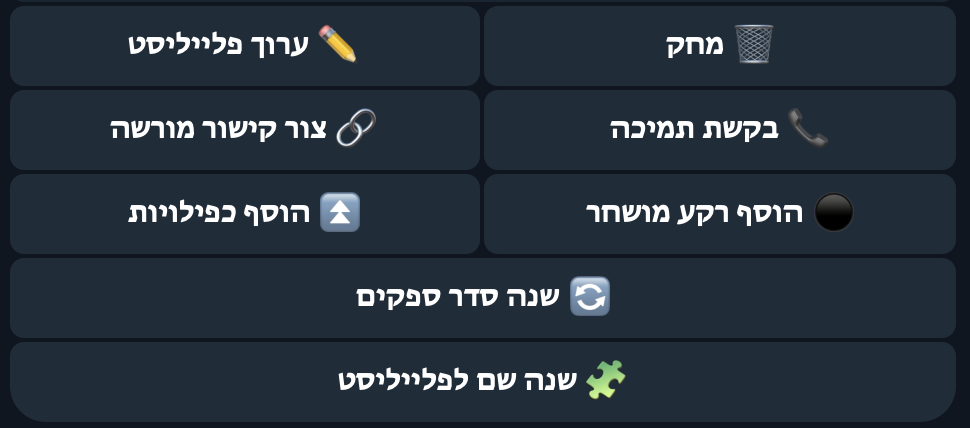 🗑️ מחק
✏️ ערוך פלייליסט
📞 בקשת תמיכה
🔗 צור קישור מורשה
⚫ הוסף רקע מושחר
⏫ הוסף כפילויות
🔄 שנה סדר ספקים
🧩 שנה שם לפלייליסט